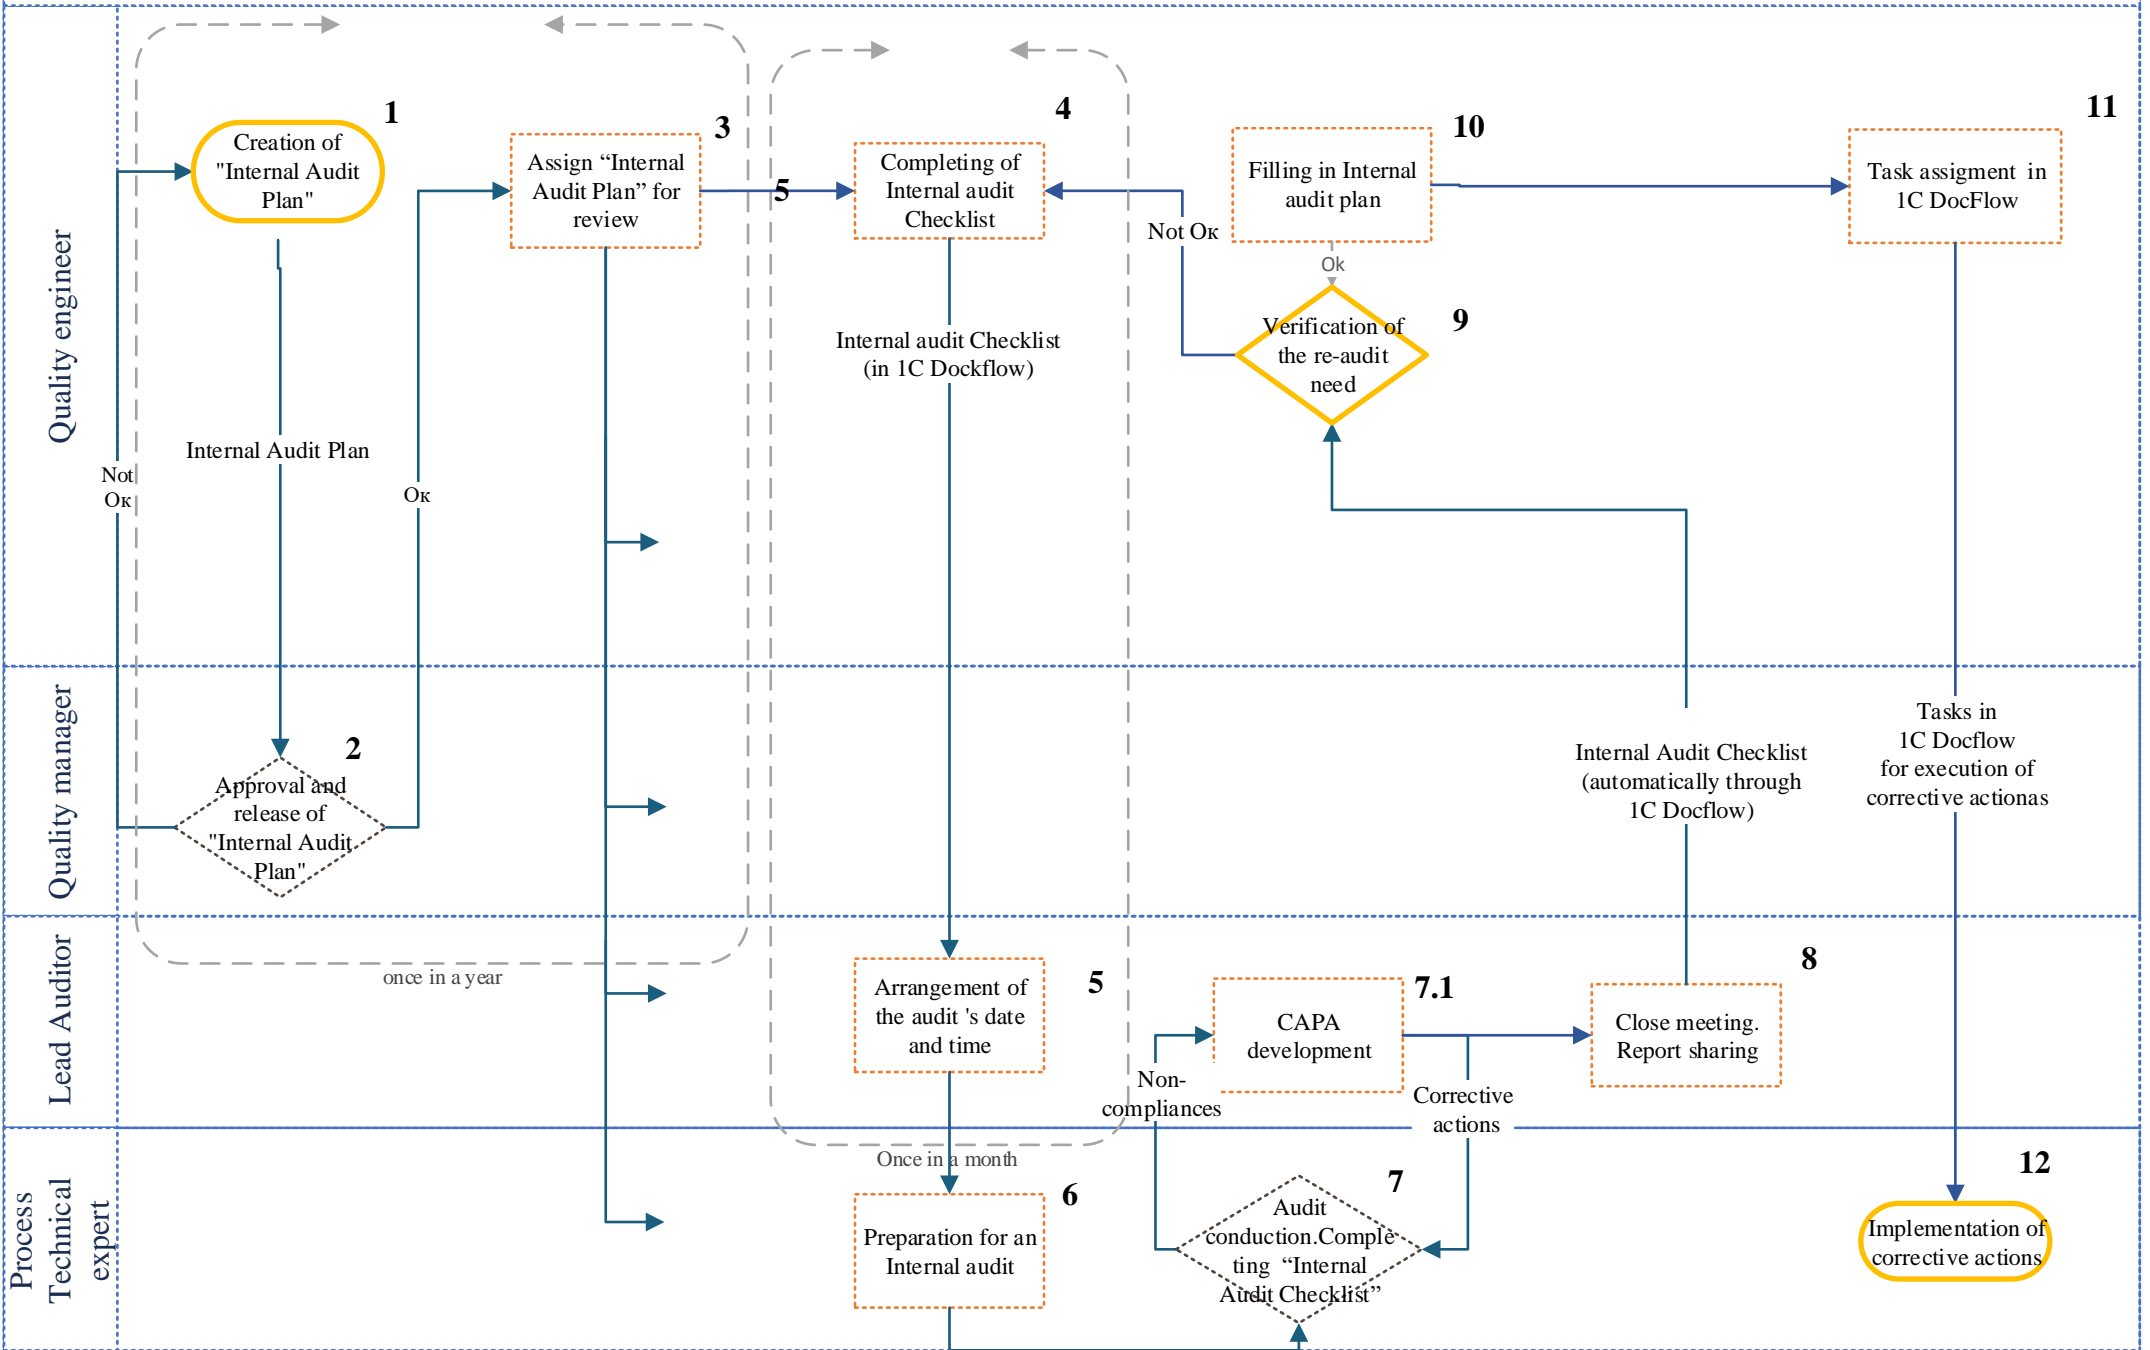 Quality engineer
1
Creation of
"Internal Audit
Plan"
3
Assign “Internal
Audit Plan” for
review
5
4
Completing of
Internal audit
Checklist
10
Filling in Internal
audit plan
11
Task assigment in
1C DocFlow
Not Ок
Ok
9
Verification of
the re-audit
need
Internal audit Checklist
(in 1C Dockflow)
Internal Audit Plan
Not
Ок
Ок
Quality manager
2
Approval and
release of
"Internal Audit
Plan"
Internal Audit Checklist
(automatically through
1C Docflow)
Tasks in
1C Docflow
for execution of
corrective actionas
Lead Auditor
once in a year
5
Arrangement of
the audit 's date
and time
7.1
CAPA
development
8
Close meeting.
Report sharing
Non-
compliances
Corrective
actions
Once in a month
Process
Technical
expert
6
Preparation for an
Internal audit
7
Audit
conduction.Comple
ting “Internal
Audit Checklist”
12
Implementation of
corrective actions